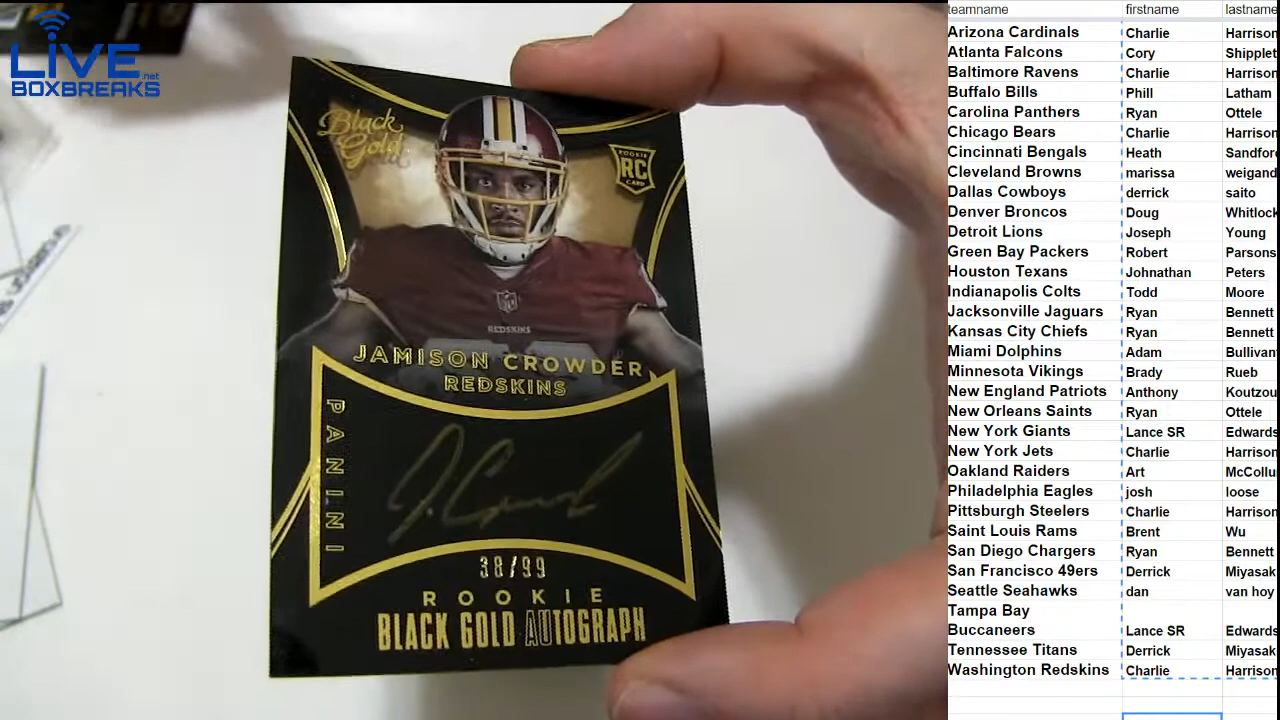 LIVE
.net
BOXBREAKS
Black
Gold
ROOKIE
RC
CARD
NFL
REDSKINS
JAMISON CROWDER
REDSKINS
PANINI
J. Crowder
38/99
ROOKIE
BLACK GOLD AUTOGRAPH
teamname firstname lastname
Arizona Cardinals Charlie Harrison
Atlanta Falcons Cory Shipplet
Baltimore Ravens Charlie Harrison
Buffalo Bills Phill Latham
Carolina Panthers Ryan Ottele
Chicago Bears Charlie Harrison
Cincinnati Bengals Heath Sandford
Cleveland Browns marissa weigand
Dallas Cowboys derrick saito
Denver Broncos Doug Whitlock
Detroit Lions Joseph Young
Green Bay Packers Robert Parsons
Houston Texans Johnathan Peters
Indianapolis Colts Todd Moore
Jacksonville Jaguars Ryan Bennett
Kansas City Chiefs Ryan Bennett
Miami Dolphins Adam Bullivan
Minnesota Vikings Brady Rueb
New England Patriots Anthony Koutzou
New Orleans Saints Ryan Ottele
New York Giants Lance SR Edwards
New York Jets Charlie Harrison
Oakland Raiders Art McCollu
Philadelphia Eagles josh loose
Pittsburgh Steelers Charlie Harrison
Saint Louis Rams Brent Wu
San Diego Chargers Ryan Bennett
San Francisco 49ers Derrick Miyasak
Seattle Seahawks dan van hoy
Tampa Bay
Buccaneers Lance SR Edwards
Tennessee Titans Derrick Miyasak
Washington Redskins Charlie Harrison